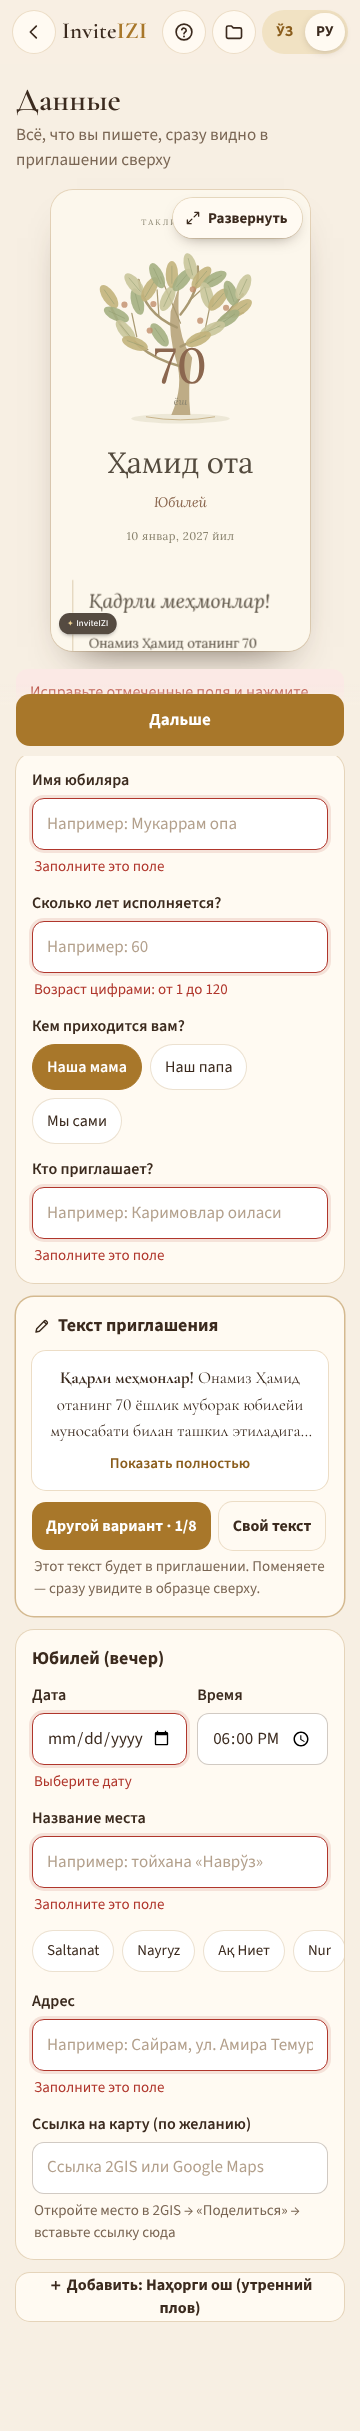 InviteIZI
ЎЗ
РУ
Данные
Всё, что вы пишете, сразу видно в
приглашении сверху
Развернуть
70
ёш
Ҳамид ота
Юбилей
10 январ, 2027 йил
Қадрли меҳмонлар!
✦ InviteIZI
Онамиз Ҳамид отанинг 70
Исправьте отмеченные поля и нажмите
Дальше
Имя юбиляра
Например: Мукаррам опа
Заполните это поле
Сколько лет исполняется?
Например: 60
Возраст цифрами: от 1 до 120
Кем приходится вам?
Наша мама
Наш папа
Мы сами
Кто приглашает?
Например: Каримовлар оиласи
Заполните это поле
Текст приглашения
Қадрли меҳмонлар! Онамиз Ҳамид
отанинг 70 ёшлик муборак юбилейи
муносабати билан ташкил этиладига...
Показать полностью
Другой вариант · 1/8
Свой текст
Этот текст будет в приглашении. Поменяете
— сразу увидите в образце сверху.
Юбилей (вечер)
Дата
Время
mm/dd/yyyy
06:00 PM
Выберите дату
Название места
Например: тойхана «Наврўз»
Заполните это поле
Saltanat
Nayryz
Ақ Ниет
Nur
Адрес
Например: Сайрам, ул. Амира Темур
Заполните это поле
Ссылка на карту (по желанию)
Ссылка 2GIS или Google Maps
Откройте место в 2GIS → «Поделиться» →
вставьте ссылку сюда
+ Добавить: Наҳорги ош (утренний
плов)